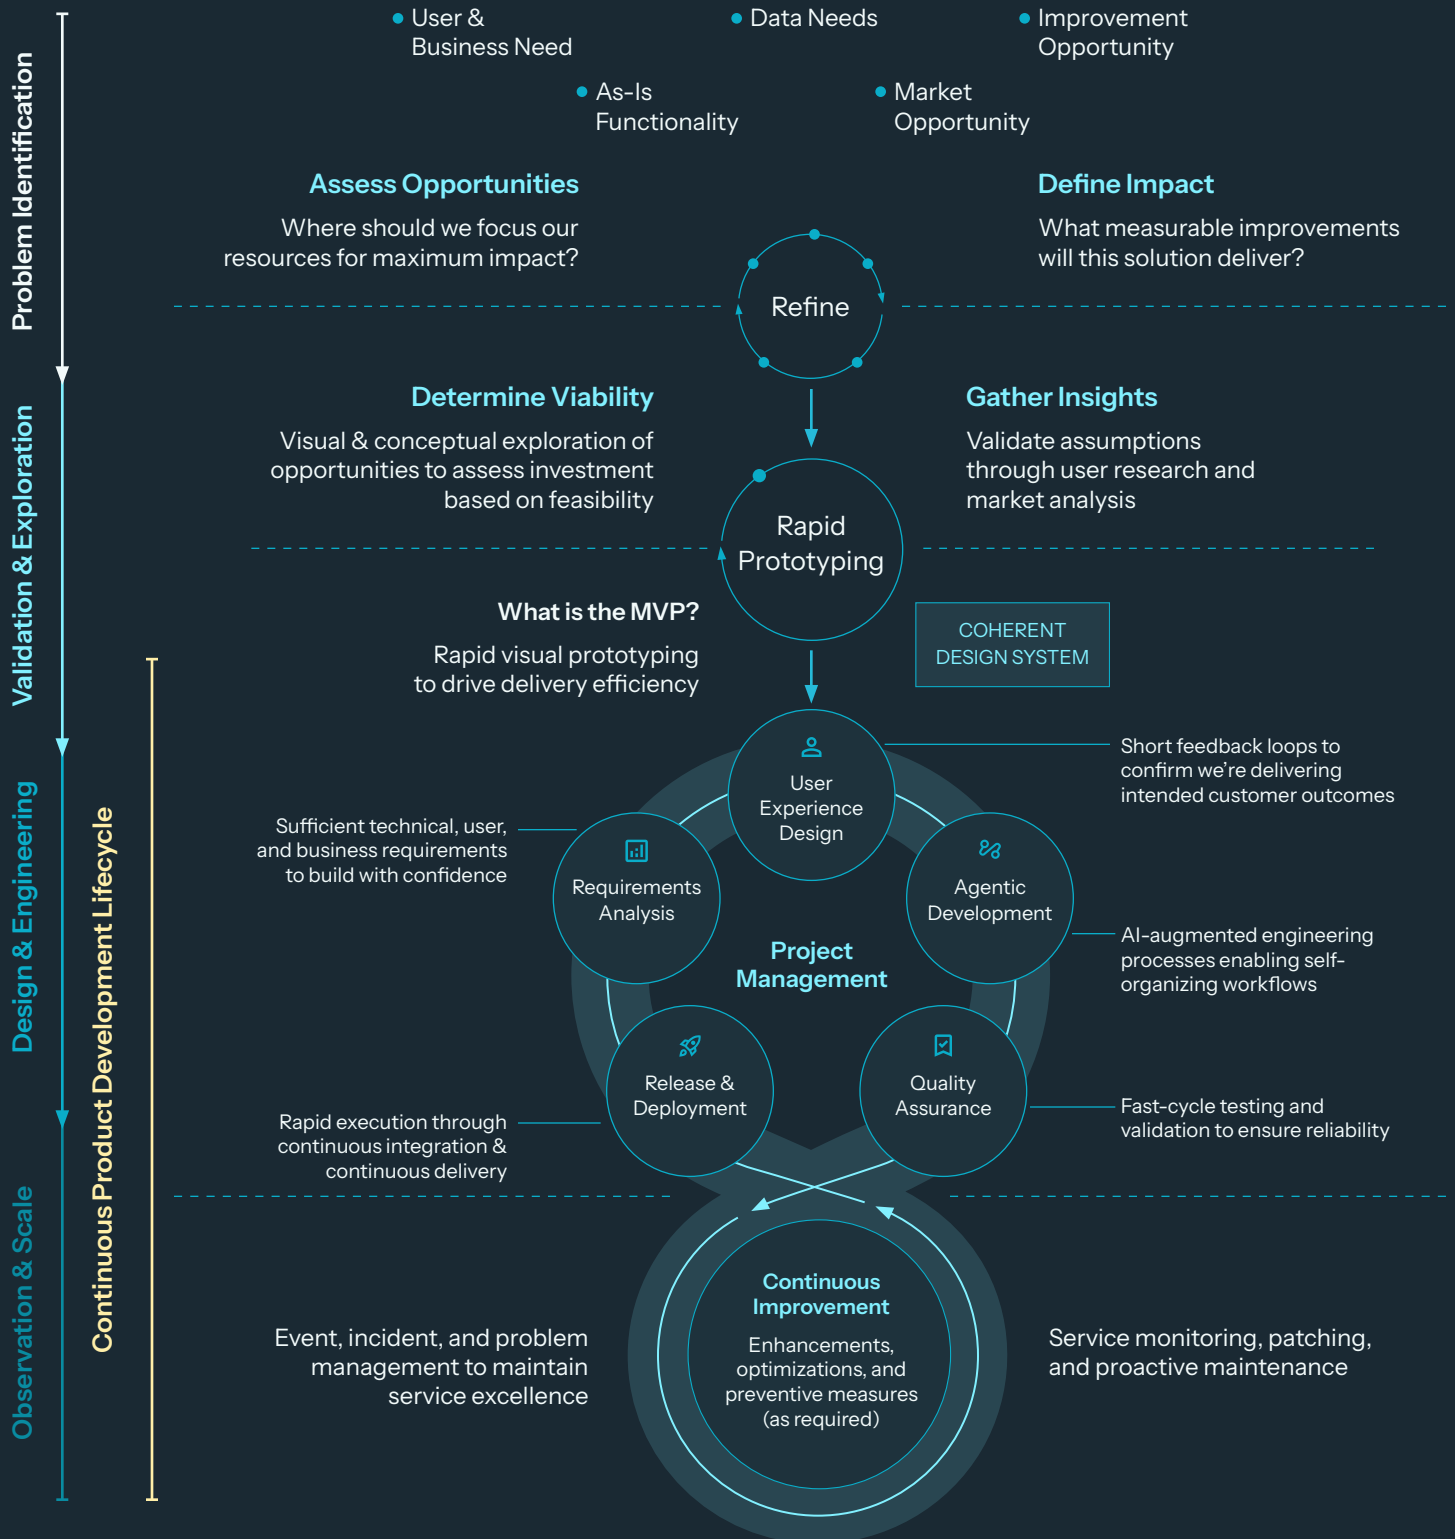 User &
Business Need
Data Needs
Improvement
Opportunity
As-Is
Functionality
Market
Opportunity
Problem Identification
Assess Opportunities
Where should we focus our
resources for maximum impact?
Define Impact
What measurable improvements
will this solution deliver?
Refine
Validation & Exploration
Determine Viability
Visual & conceptual exploration of
opportunities to assess investment
based on feasibility
Gather Insights
Validate assumptions
through user research and
market analysis
Rapid
Prototyping
What is the MVP?
Rapid visual prototyping
to drive delivery efficiency
COHERENT
DESIGN SYSTEM
Design & Engineering
Continuous Product Development Lifecycle
User
Experience
Design
Short feedback loops to
confirm we're delivering
intended customer outcomes
Sufficient technical, user,
and business requirements
to build with confidence
Requirements
Analysis
Agentic
Development
AI-augmented engineering
processes enabling self-
organizing workflows
Project
Management
Release &
Deployment
Quality
Assurance
Rapid execution through
continuous integration &
continuous delivery
Fast-cycle testing and
validation to ensure reliability
Observation & Scale
Continuous
Improvement
Enhancements,
optimizations, and
preventive measures
(as required)
Event, incident, and problem
management to maintain
service excellence
Service monitoring, patching,
and proactive maintenance